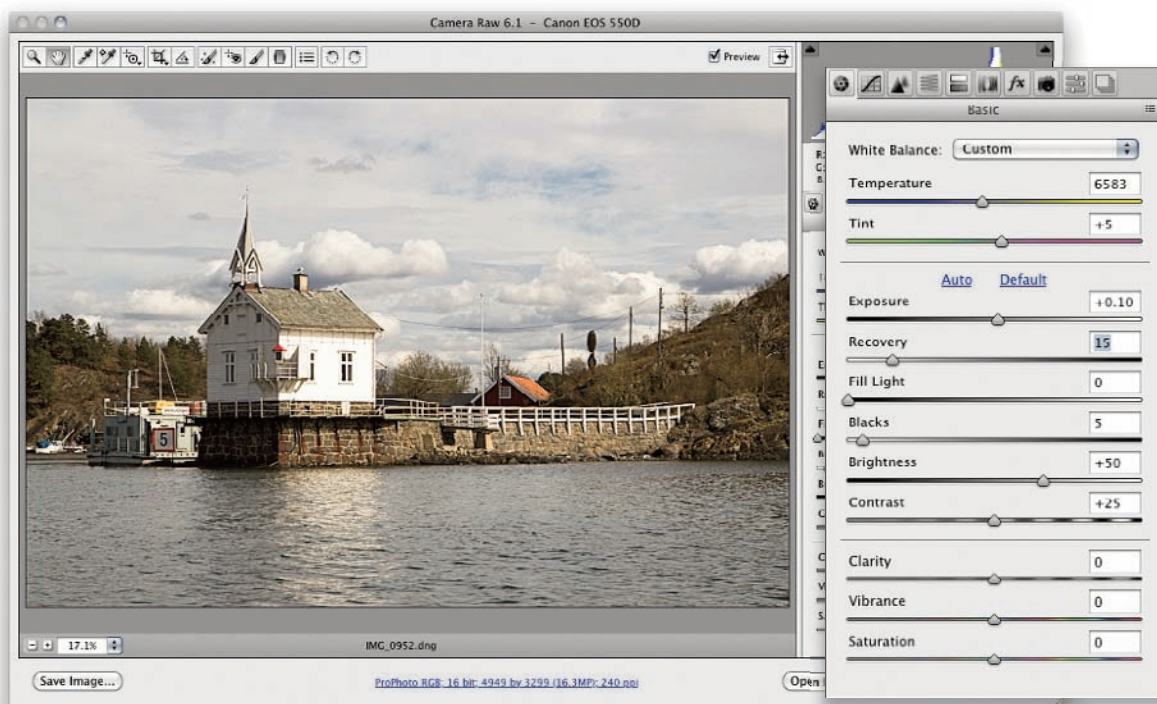 Camera Raw 6.1 – Canon EOS 550D
Preview
IMG_0952.dng
17.1%
Save Image...
ProPhoto RGB; 16 bit; 4949 by 3299 (16.3MP); 240 ppi
Open
5
R:
G:
Basic
White Balance: Custom
Temperature 6583
Tint +5
Auto Default
Exposure +0.10
Recovery 15
Fill Light 0
Blacks 5
Brightness +50
Contrast +25
Clarity 0
Vibrance 0
Saturation 0